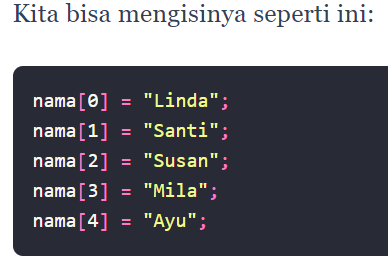 Kita bisa mengisinya seperti ini:
nama[0] = "Linda";
nama[1] = "Santi";
nama[2] = "Susan";
nama[3] = "Mila";
nama[4] = "Ayu";